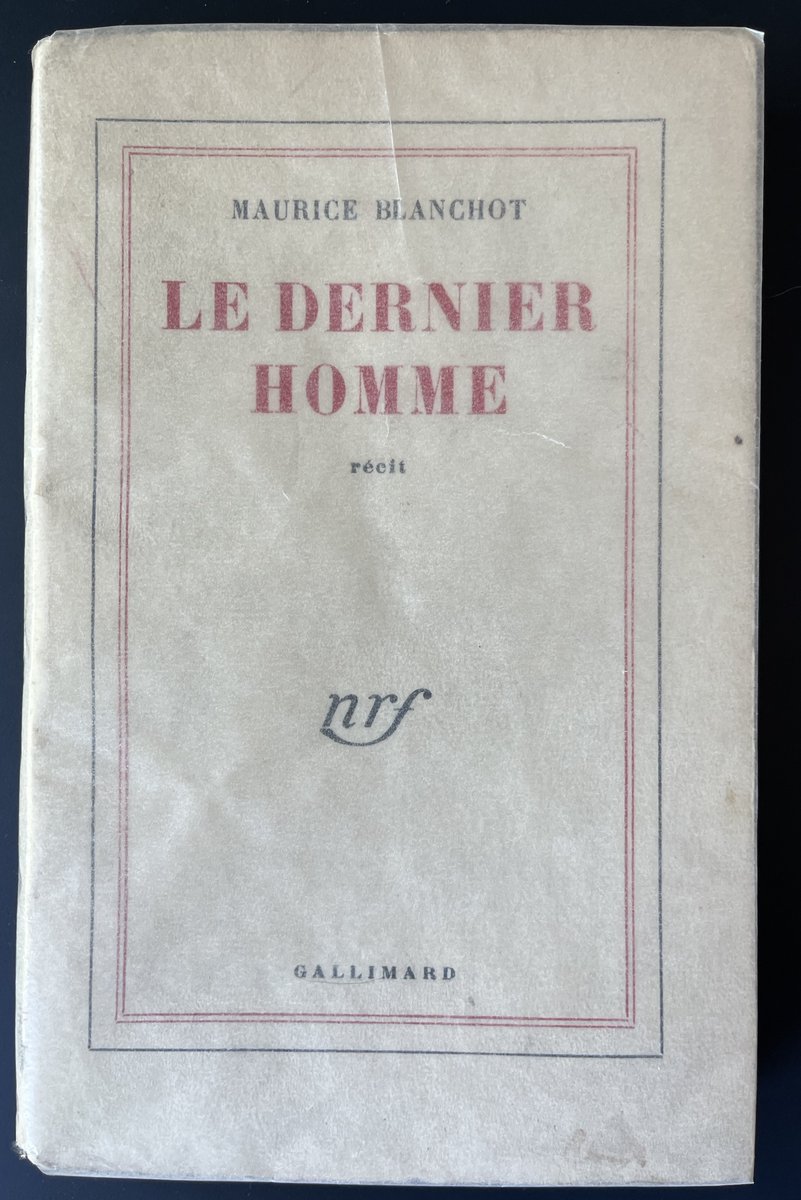 MAURICE BLANCHOT
LE DERNIER
HOMME
récit
nrf
GALLIMARD